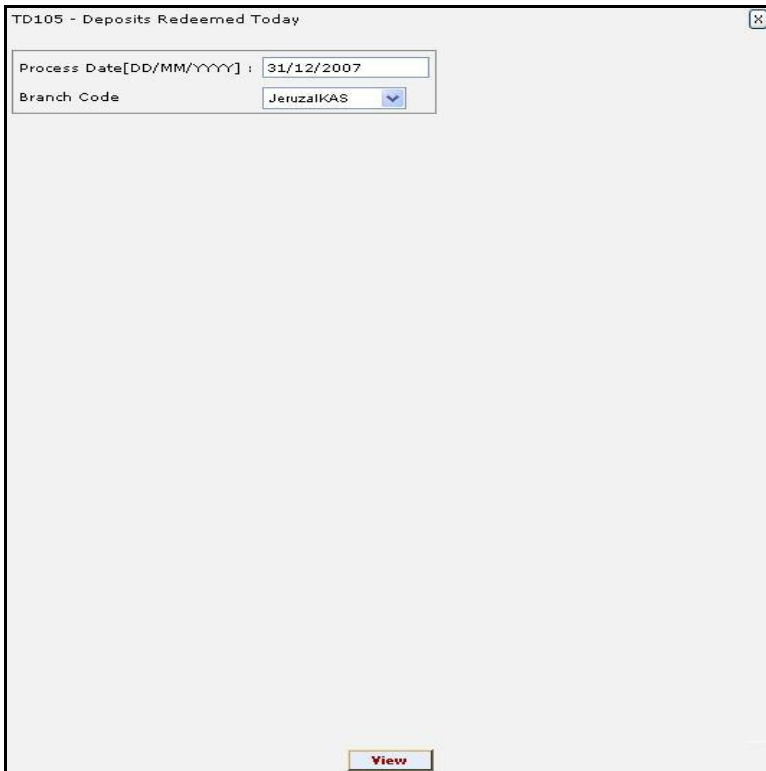 TD105 - Deposits Redeemed Today
Process Date[DD/MM/YYYY] : 31/12/2007
Branch Code JeruzalKAS
View